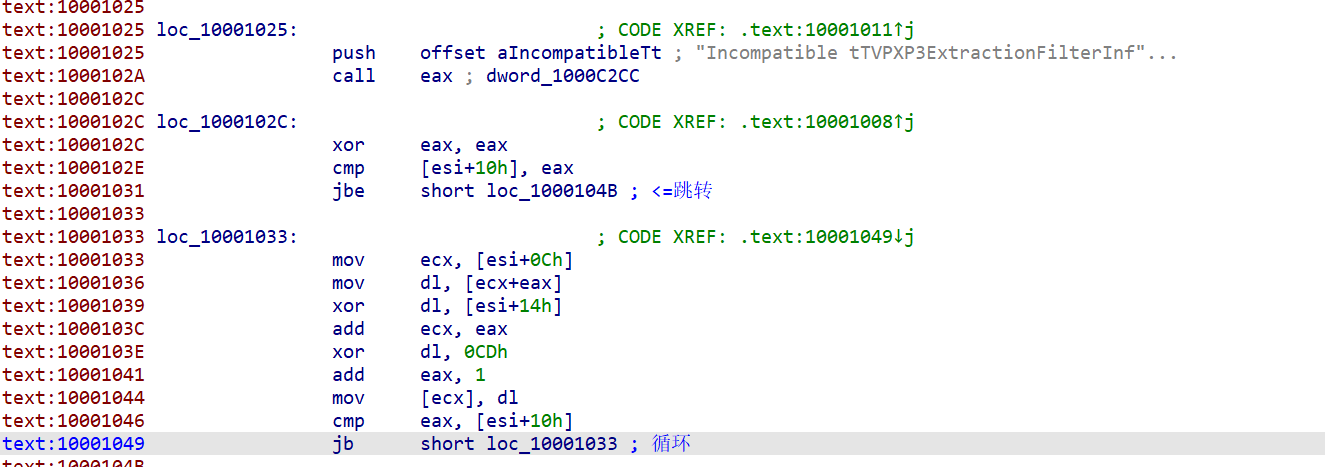 text:10001025
text:10001025 loc_10001025: ; CODE XREF: .text:10001011↑j
text:10001025 push offset aIncompatibleTt ; "Incompatible tTVPXP3ExtractionFilterInf"...
text:1000102A call eax ; dword_1000C2CC
text:1000102C
text:1000102C loc_1000102C: ; CODE XREF: .text:10001008↑j
text:1000102C xor eax, eax
text:1000102E cmp [esi+10h], eax
text:10001031 jbe short loc_1000104B ; <=跳转
text:10001033
text:10001033 loc_10001033: ; CODE XREF: .text:10001049↓j
text:10001033 mov ecx, [esi+0Ch]
text:10001036 mov dl, [ecx+eax]
text:10001039 xor dl, [esi+14h]
text:1000103C add ecx, eax
text:1000103E xor dl, 0CDh
text:10001041 add eax, 1
text:10001044 mov [ecx], dl
text:10001046 cmp eax, [esi+10h]
text:10001049 jb short loc_10001033 ; 循环
text:1000104B